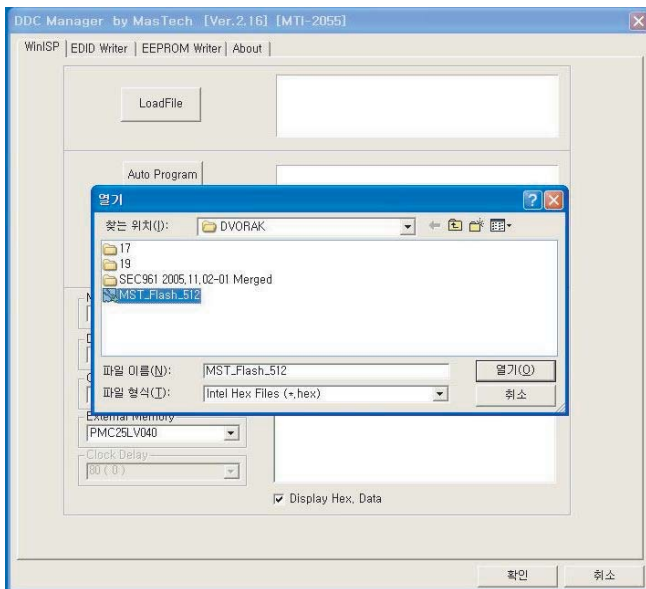 DDC Manager by MasTech [Ver.2.16] [MTI-2055]
WinISP | EDID Writer | EEPROM Writer | About |
LoadFile
Auto Program
열기
찾는 위치(I): DVORAK
17
19
SEC961 2005,11,02-01 Merged
MST_Flash_512
파일 이름(N): MST_Flash_512 열기(O)
파일 형식(T): Intel Hex Files (*,hex) 취소
External Memory
PMC25LV040
Clock Delay
80 ( 0 )
Display Hex, Data
확인 취소